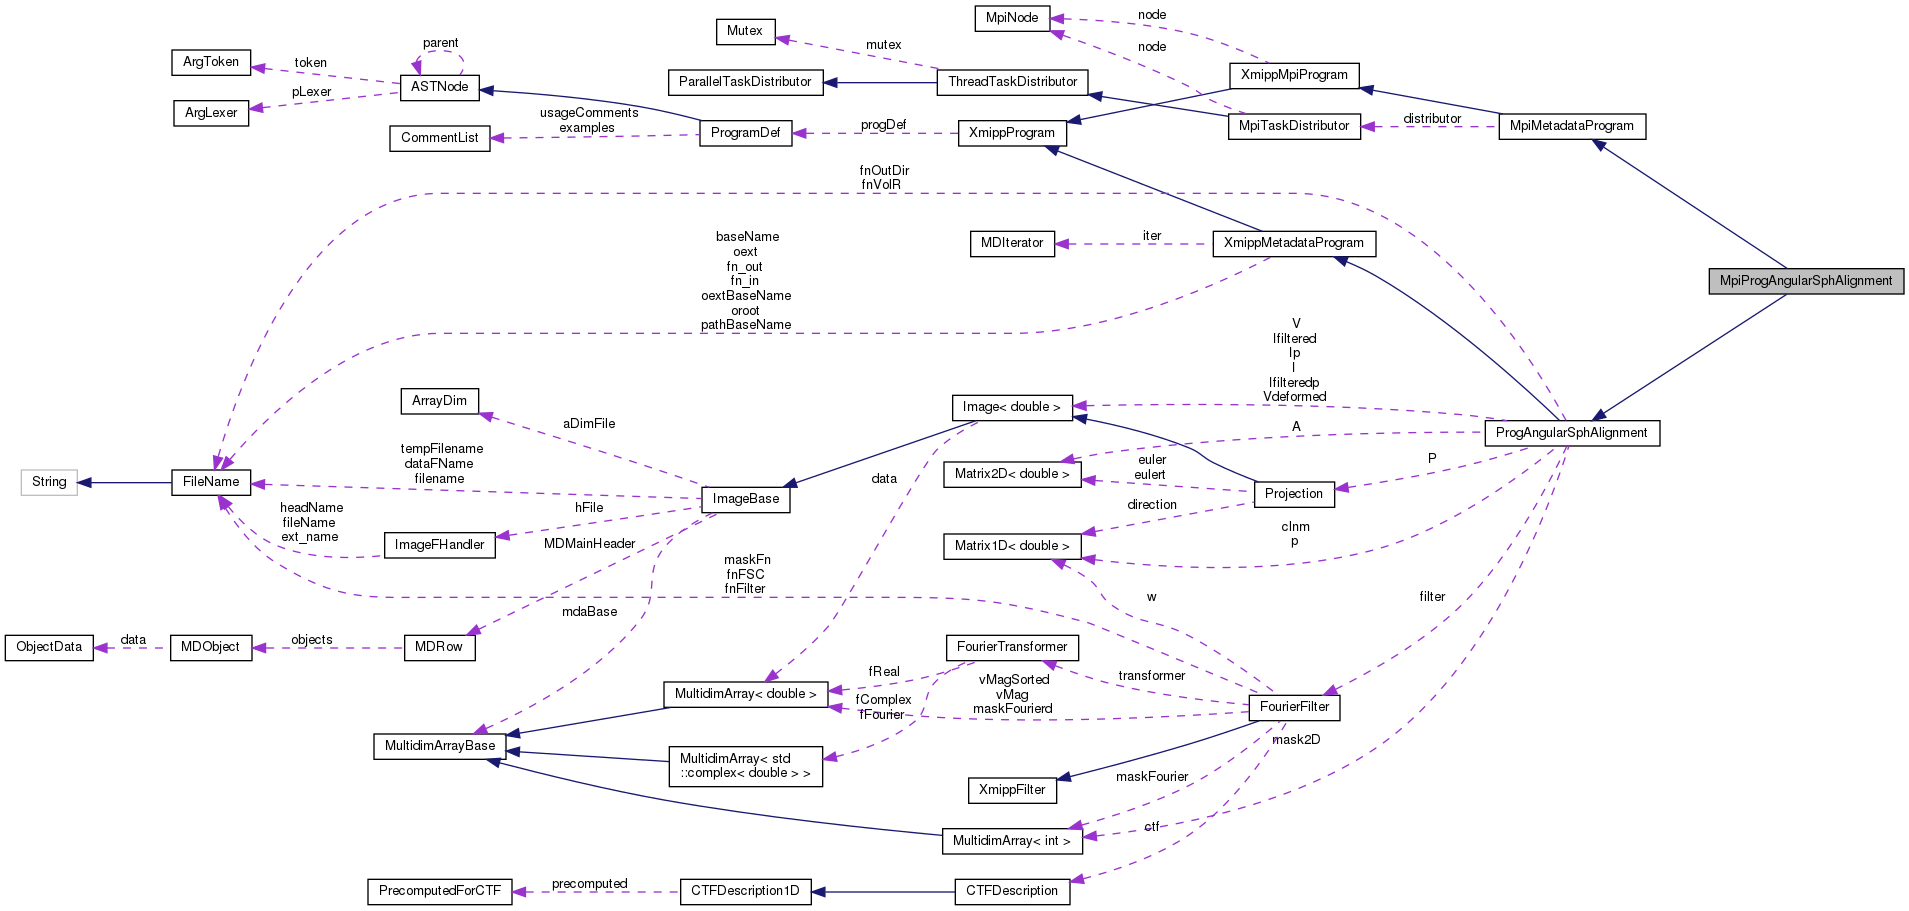 MpiNode
node
Mutex
mutex
node
parent
ArgToken
token
ASTNode
ParallelTaskDistributor
ThreadTaskDistributor
XmippMpiProgram
pLexer
ArgLexer
usageComments
examples
CommentList
ProgramDef
progDef
XmippProgram
MpiTaskDistributor
distributor
MpiMetadataProgram
fnOutDir
fnVolR
baseName
oext
fn_out
fn_in
oextBaseName
oroot
pathBaseName
MDIterator
iter
XmippMetadataProgram
MpiProgAngularSphAlignment
V
Ifiltered
Ip
I
Ifilteredp
Vdeformed
ArrayDim
aDimFile
Image< double >
A
ProgAngularSphAlignment
tempFilename
dataFName
filename
data
Matrix2D< double >
euler
eulert
P
String
FileName
ImageBase
Projection
headName
fileName
ext_name
hFile
ImageFHandler
MDMainHeader
direction
Matrix1D< double >
clnm
p
maskFn
fnFSC
fnFilter
mdaBase
w
filter
ObjectData
data
MDObject
objects
MDRow
FourierTransformer
fReal
transformer
MultidimArray< double >
fComplex
fFourier
vMagSorted
vMag
maskFourierd
FourierFilter
MultidimArrayBase
MultidimArray< std
::complex< double > >
mask2D
XmippFilter
maskFourier
ctf
MultidimArray< int >
PrecomputedForCTF
precomputed
CTFDescription1D
CTFDescription